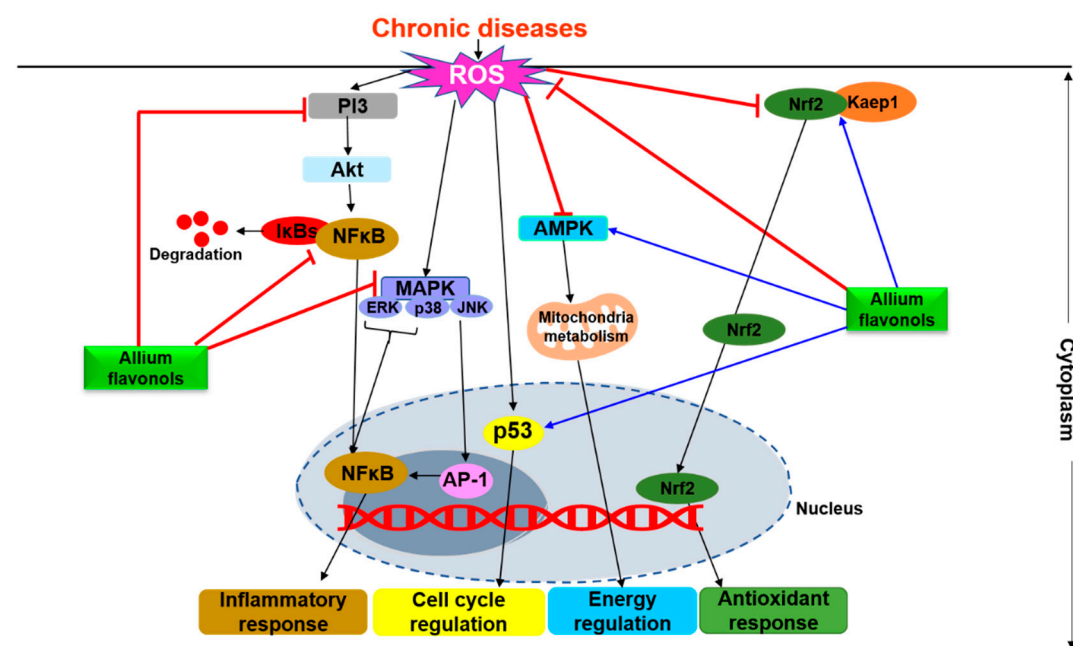 Chronic diseases
ROS
PI3
Nrf2
Kaep1
Akt
IκBs
NFκB
Degradation
AMPK
MAPK
ERK
p38
JNK
Mitochondria
metabolism
Allium
flavonols
Nrf2
Allium
flavonols
Cytoplasm
p53
NFκB
AP-1
Nrf2
Nucleus
Inflammatory
response
Cell cycle
regulation
Energy
regulation
Antioxidant
response